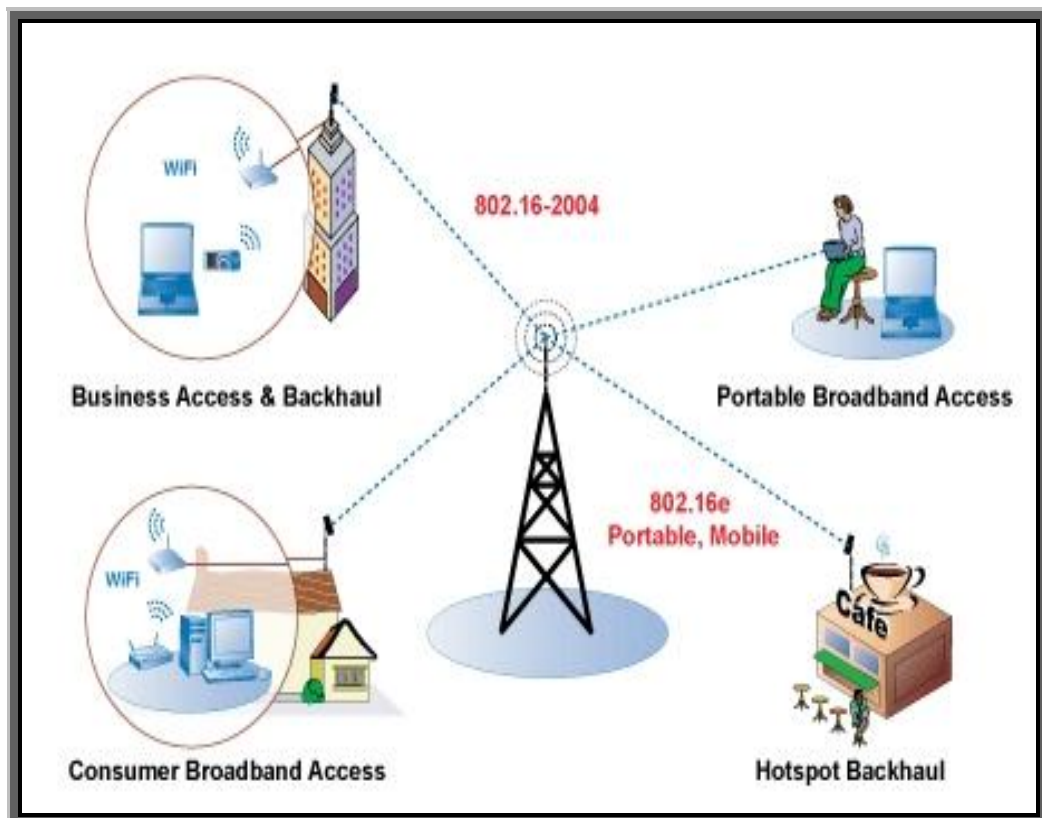 WiFi
802.16-2004
Business Access & Backhaul
Portable Broadband Access
802.16e
Portable, Mobile
WiFi
Cafe
Consumer Broadband Access
Hotspot Backhaul